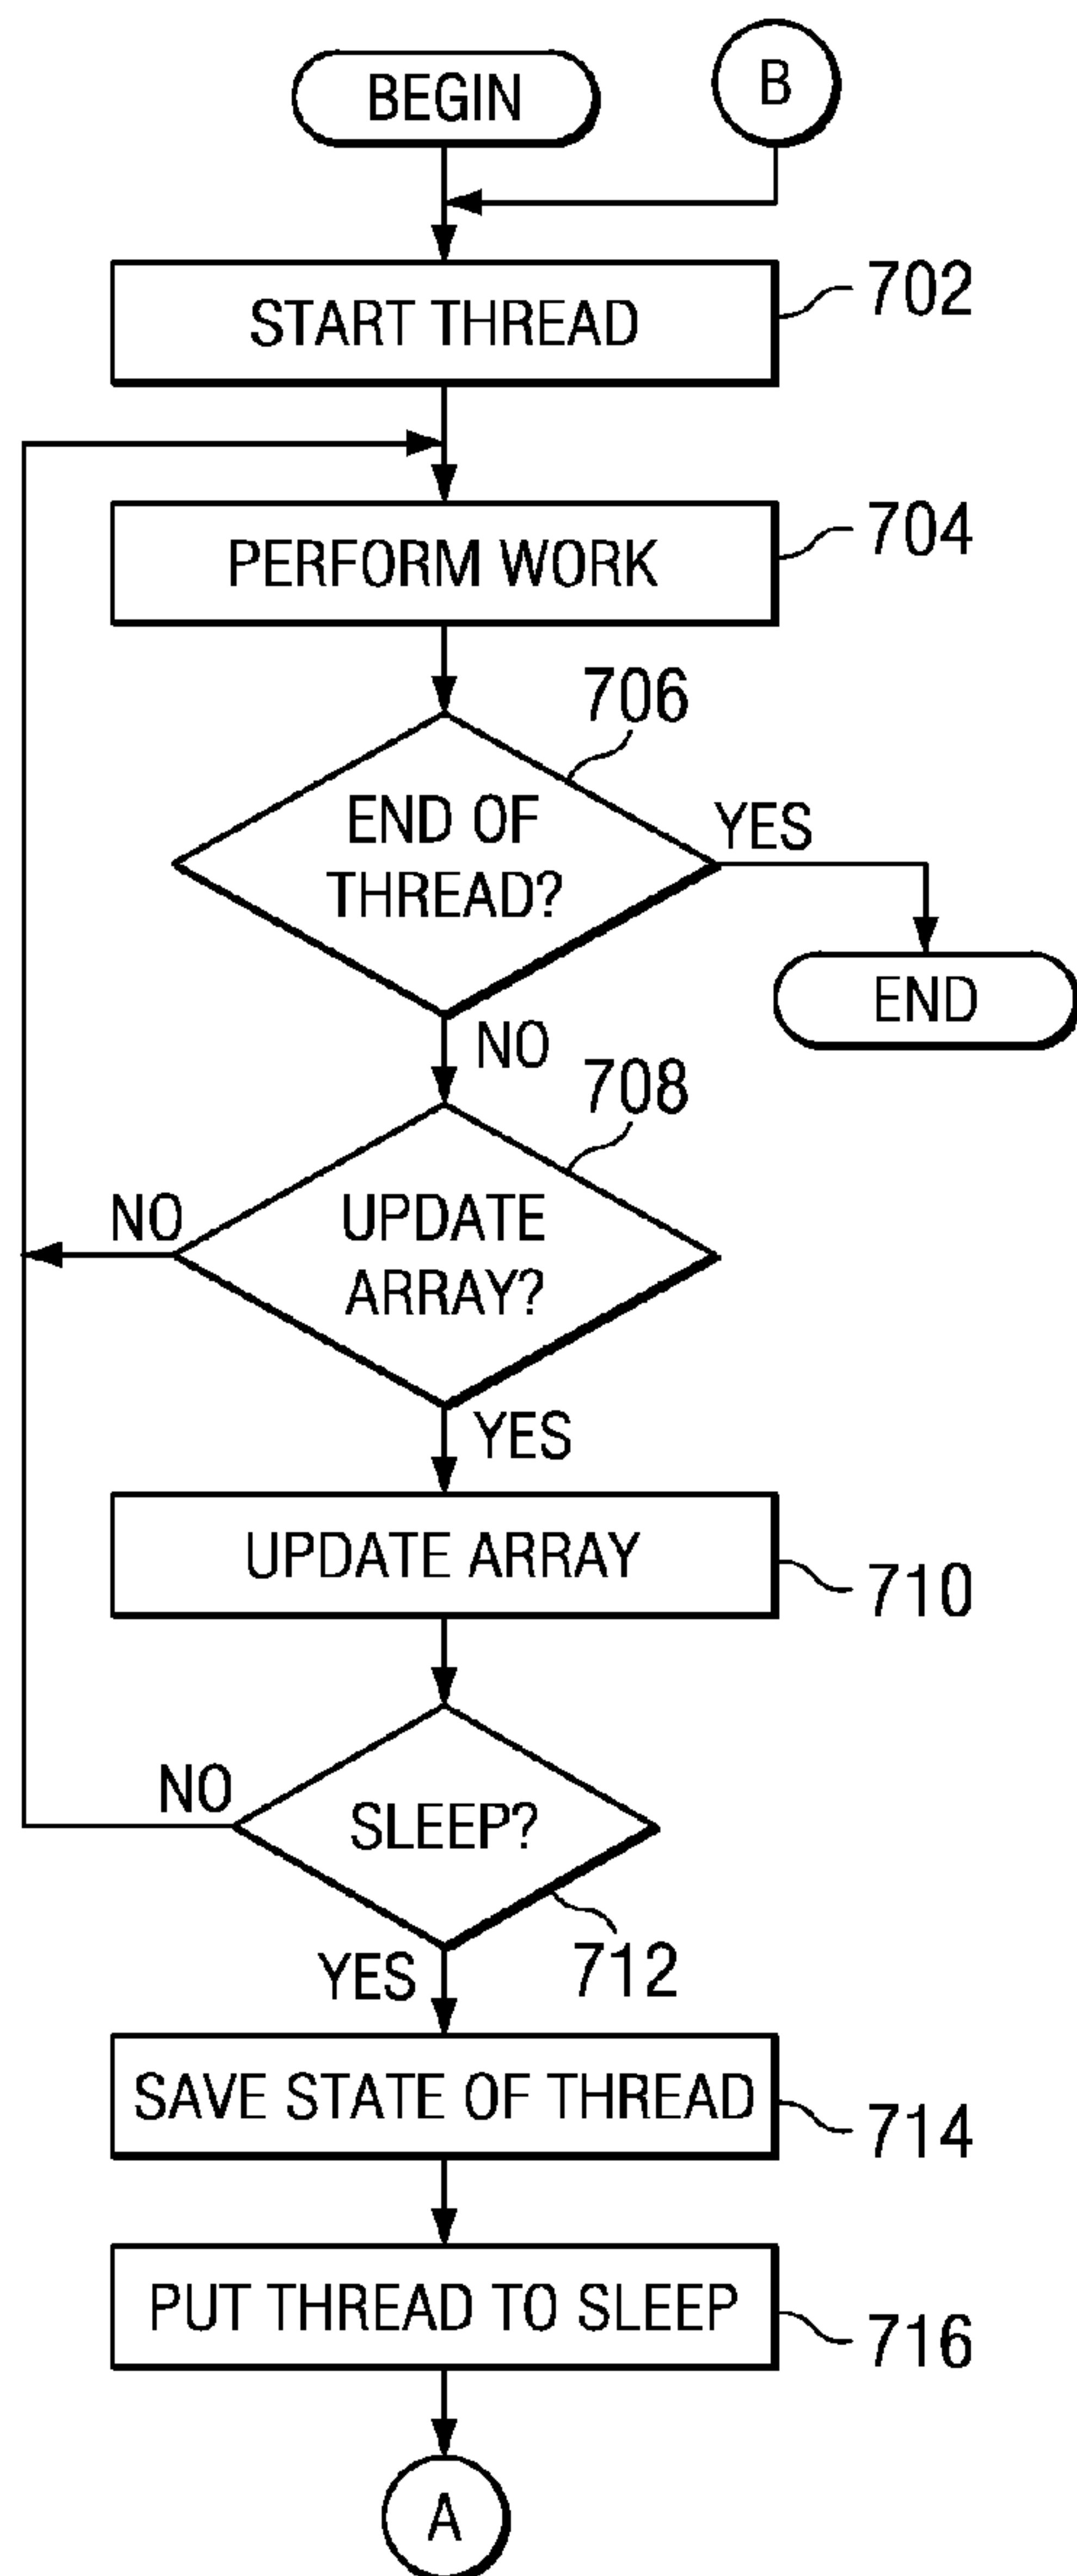 BEGIN
B
START THREAD
702
PERFORM WORK
704
706
END OF
THREAD?
YES
END
NO
708
UPDATE
ARRAY?
NO
YES
UPDATE ARRAY
710
SLEEP?
NO
712
YES
SAVE STATE OF THREAD
714
PUT THREAD TO SLEEP
716
A